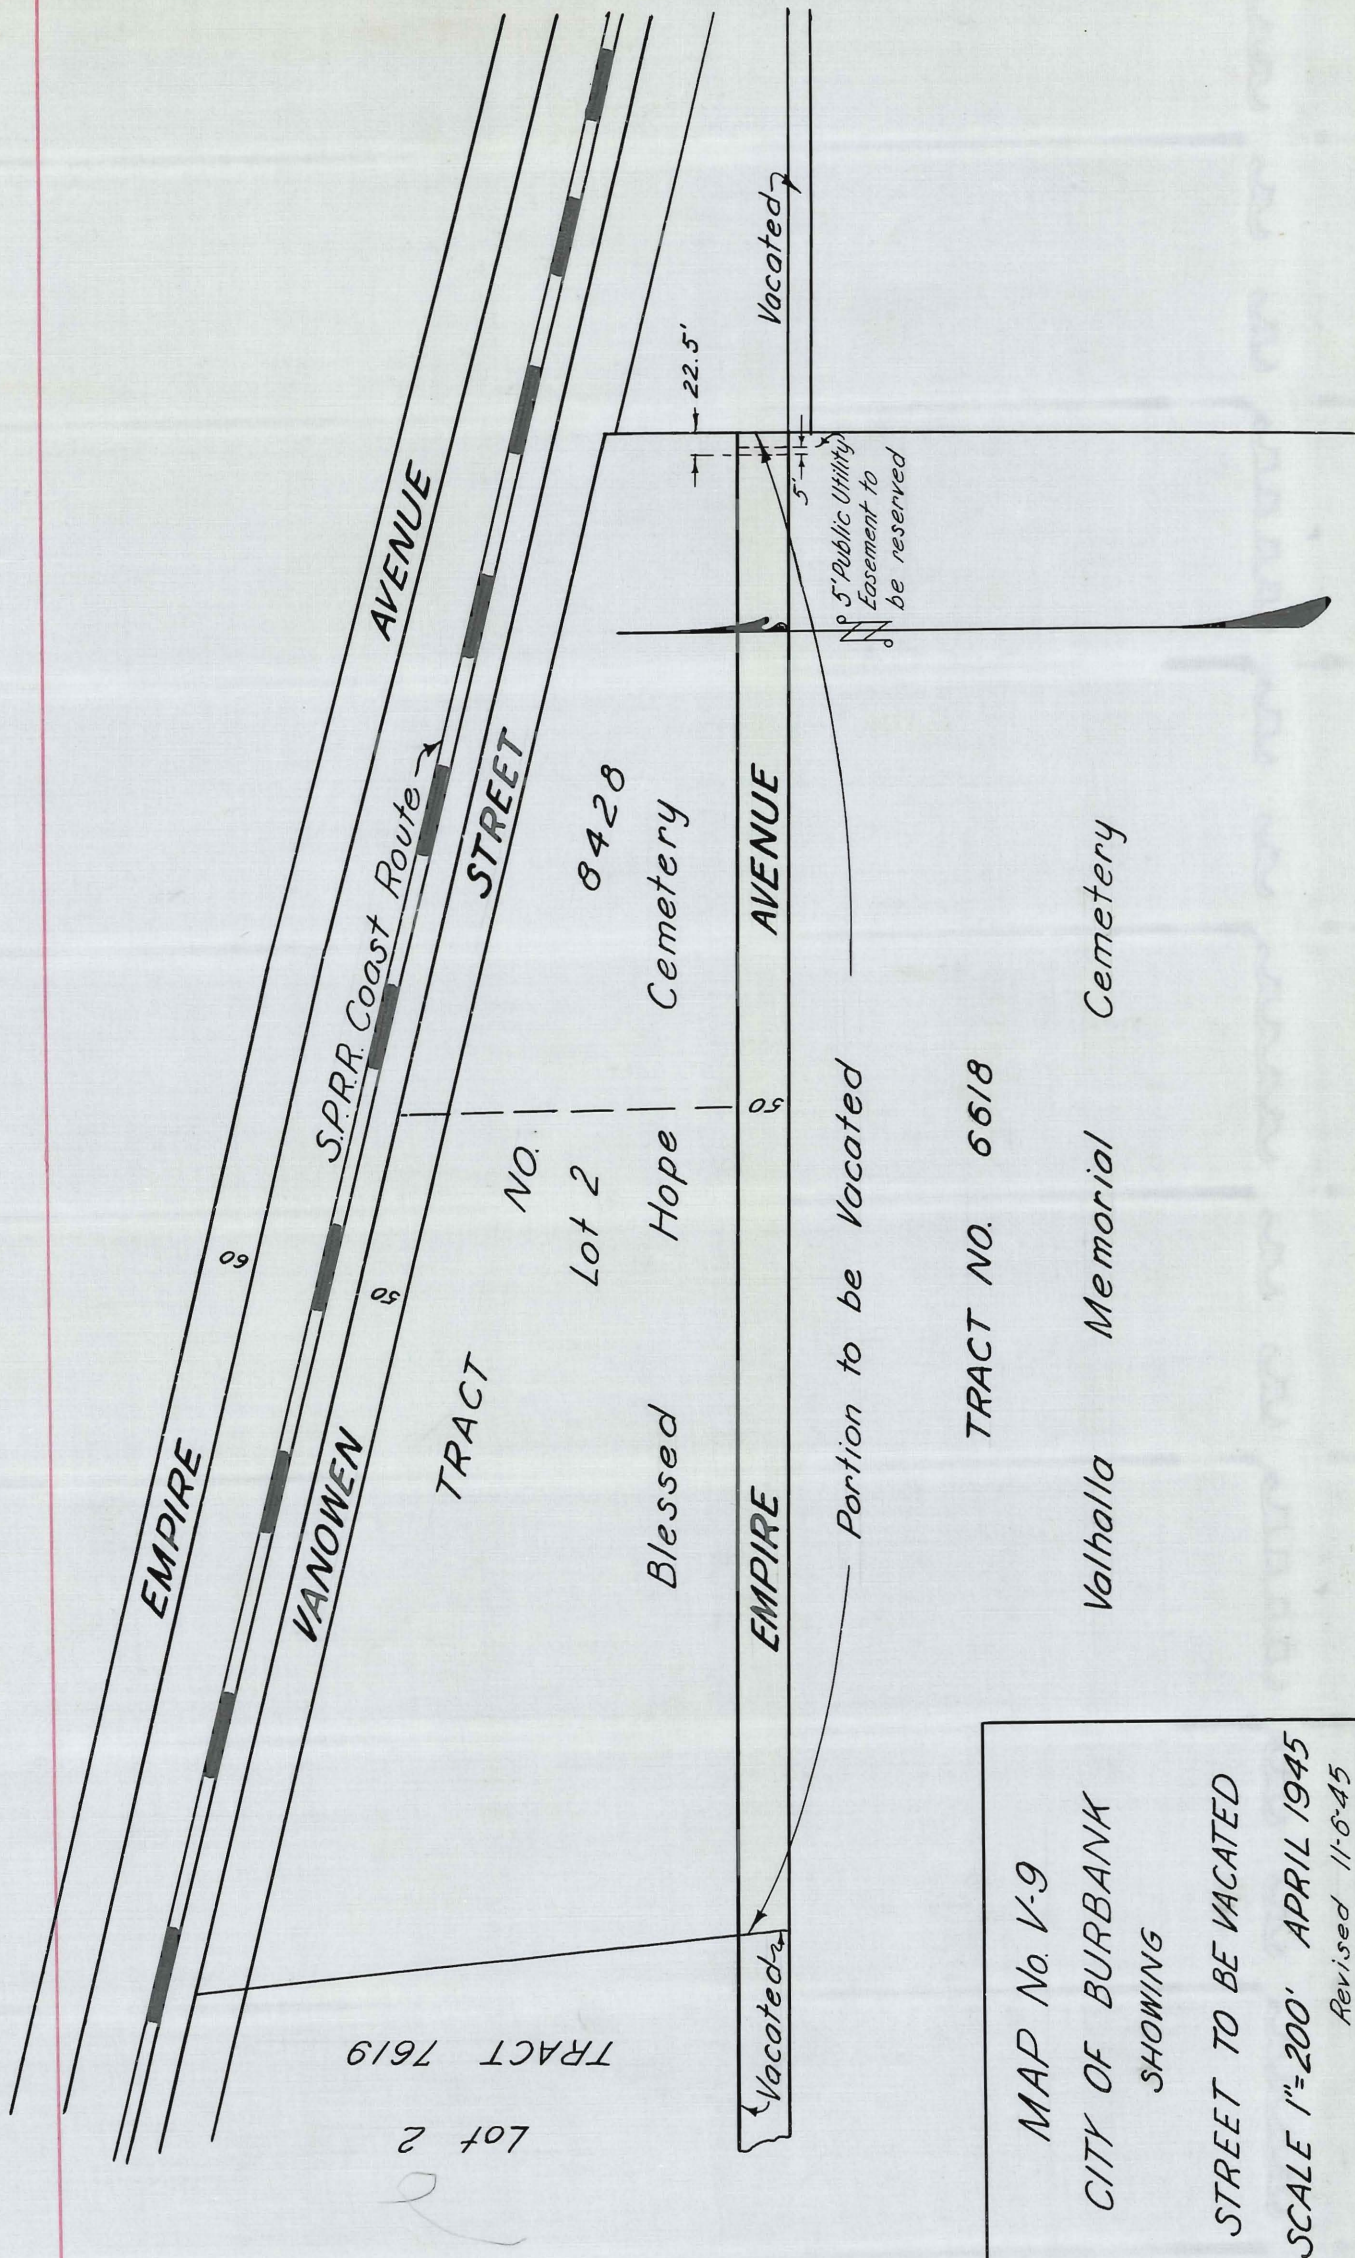 EMPIRE AVENUE
60
S.P.R.R. Coast Route
VANOWEN STREET
50
TRACT NO. 8428
Lot 2
Blessed Hope Cemetery
22.5'
Vacated
EMPIRE 50 AVENUE
Vacated
5'
5' Public Utility
Easement to
be reserved
Portion to be Vacated
TRACT NO. 6618
Valhalla Memorial Cemetery
TRACT 7619
Lot 2
MAP No. V-9
CITY OF BURBANK
SHOWING
STREET TO BE VACATED
SCALE 1"=200' APRIL 1945
Revised 11-6-45